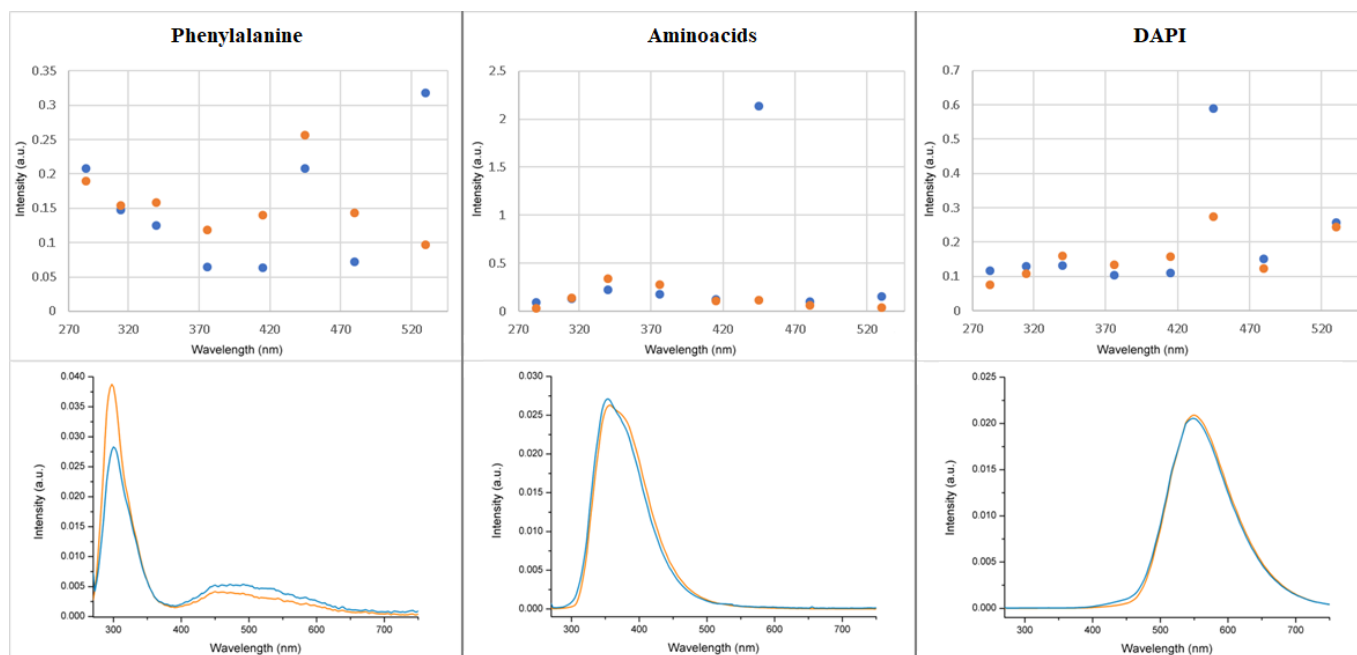 Phenylalanine
0.35
0.3
0.25
0.2
0.15
0.1
0.05
0
Intensity (a.u.)
270 320 370 420 470 520
Wavelength (nm)
Aminoacids
2.5
2
1.5
1
0.5
0
Intensity (a.u.)
270 320 370 420 470 520
Wavelength (nm)
DAPI
0.7
0.6
0.5
0.4
0.3
0.2
0.1
0
Intensity (a.u.)
270 320 370 420 470 520
Wavelength (nm)
0.040
0.035
0.030
0.025
0.020
0.015
0.010
0.005
0.000
Intensity (a.u.)
300 400 500 600 700
Wavelength (nm)
0.030
0.025
0.020
0.015
0.010
0.005
0.000
Intensity (a.u.)
300 400 500 600 700
Wavelength (nm)
0.025
0.020
0.015
0.010
0.005
0.000
Intensity (a.u.)
300 400 500 600 700
Wavelength (nm)